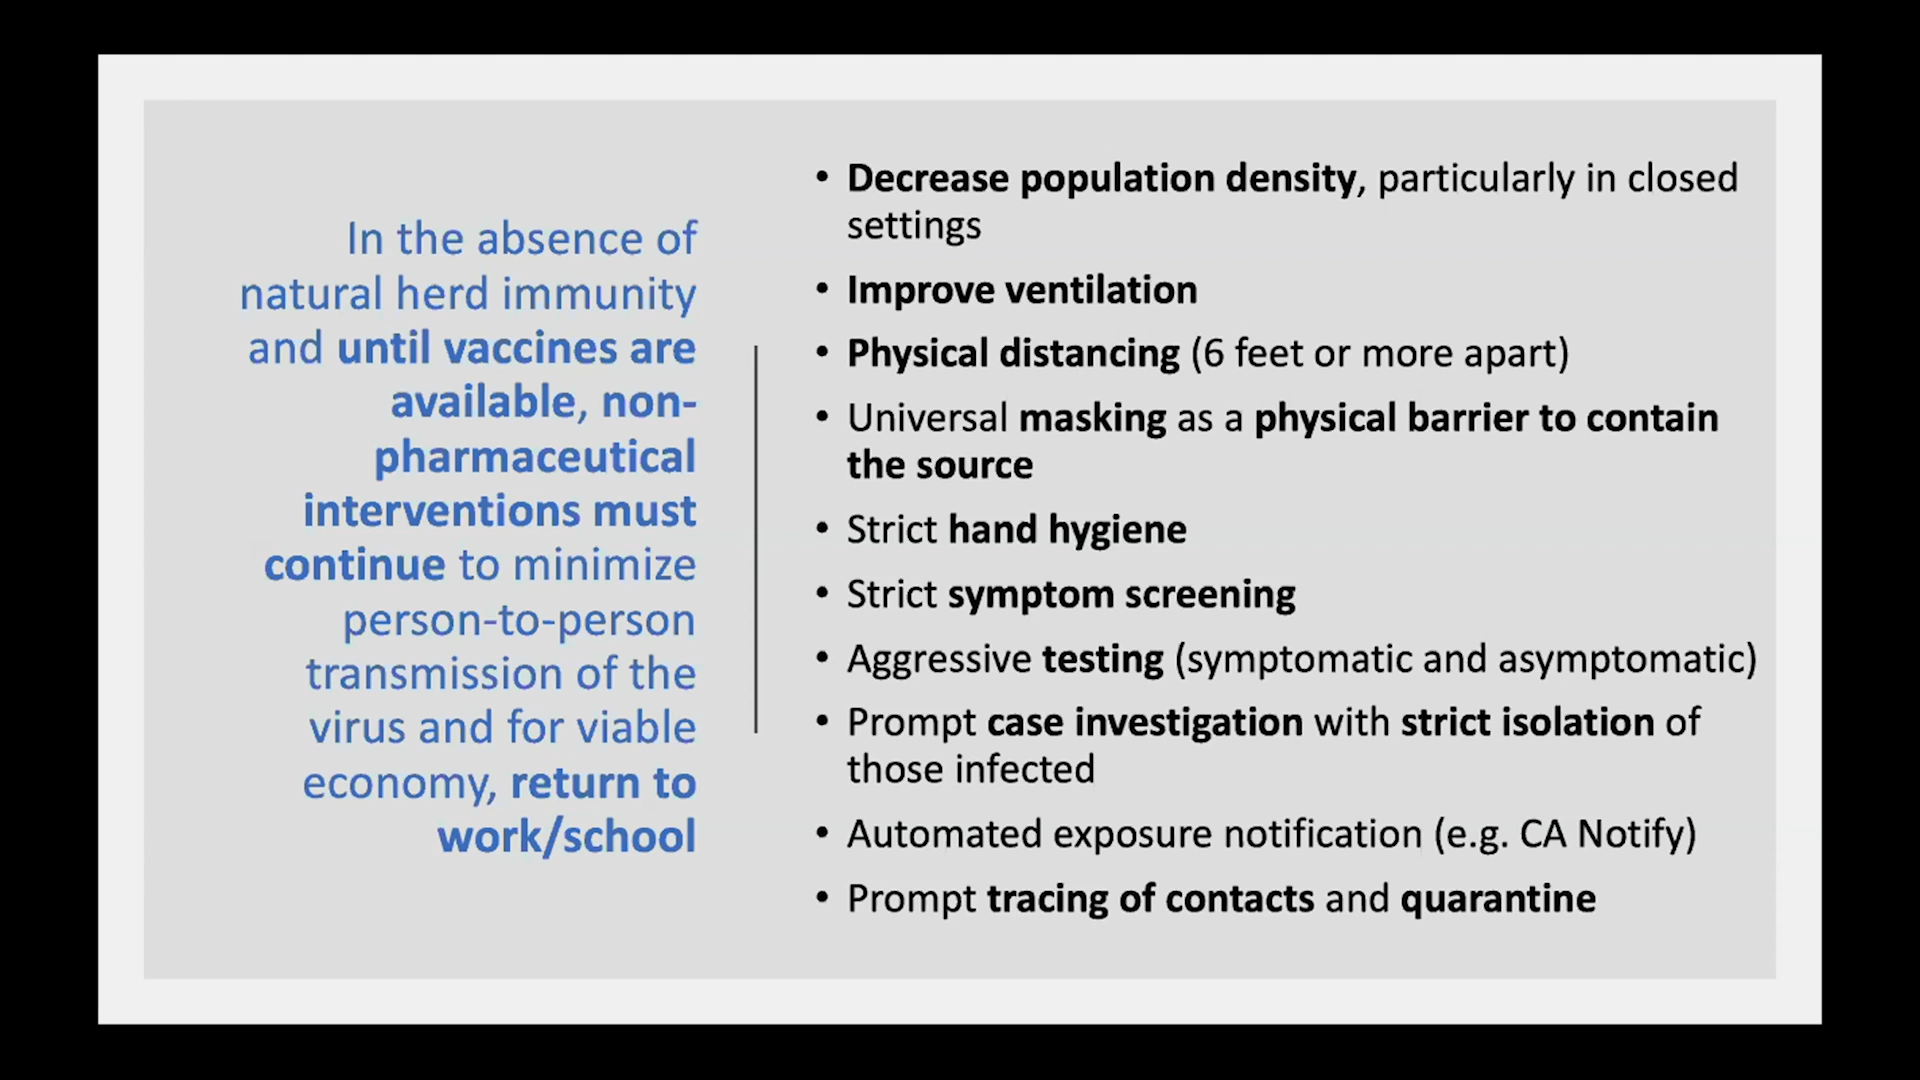 In the absence of
natural herd immunity
and until vaccines are
available, non-
pharmaceutical
interventions must
continue to minimize
person-to-person
transmission of the
virus and for viable
economy, return to
work/school
• Decrease population density, particularly in closed
settings
• Improve ventilation
• Physical distancing (6 feet or more apart)
• Universal masking as a physical barrier to contain
the source
• Strict hand hygiene
• Strict symptom screening
• Aggressive testing (symptomatic and asymptomatic)
• Prompt case investigation with strict isolation of
those infected
• Automated exposure notification (e.g. CA Notify)
• Prompt tracing of contacts and quarantine